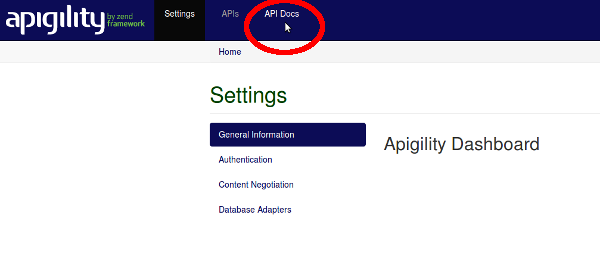 apigility by zend framework Settings APIs API Docs
Home
Settings
General Information
Apigility Dashboard
Authentication
Content Negotiation
Database Adapters